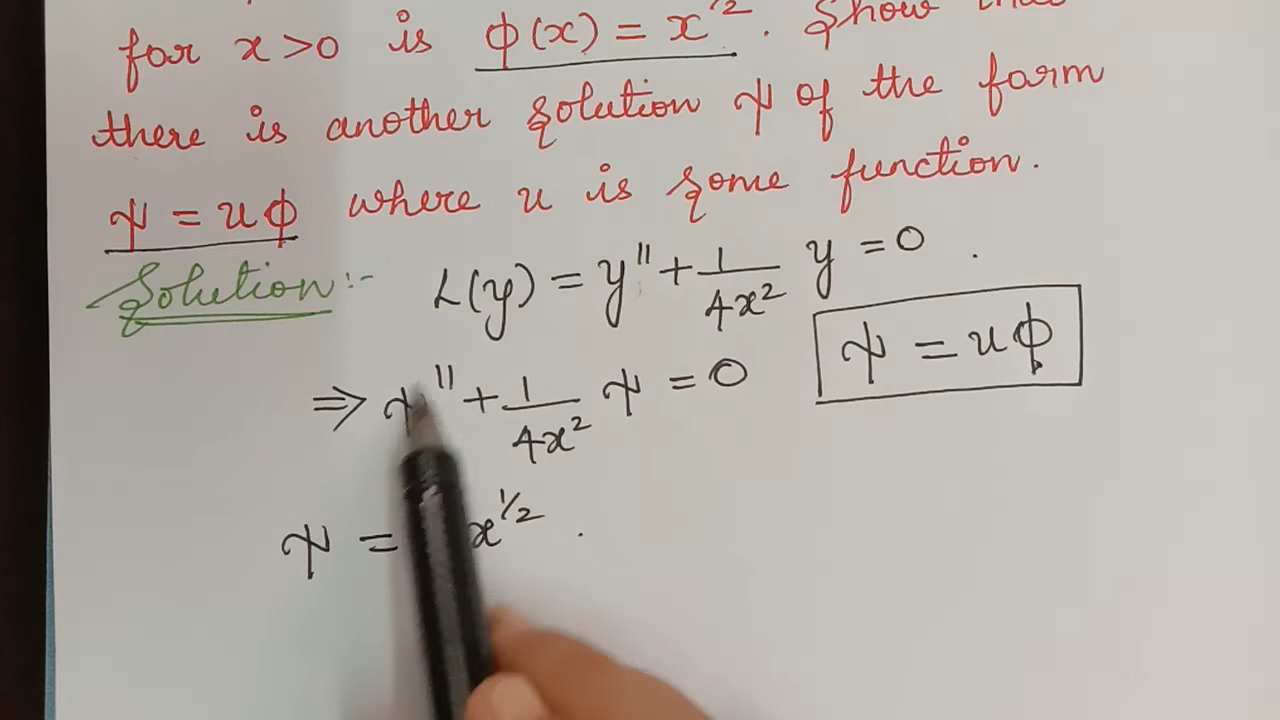 for x>0 is ϕ(x) = x^1/2. Show that
there is another solution ψ of the form
ψ = uϕ where u is some function.
Solution:- L(y) = y'' + 1/4x² y = 0 .
⇒ ψ'' + 1/4x² ψ = 0 ψ = uϕ
ψ = x^1/2 .